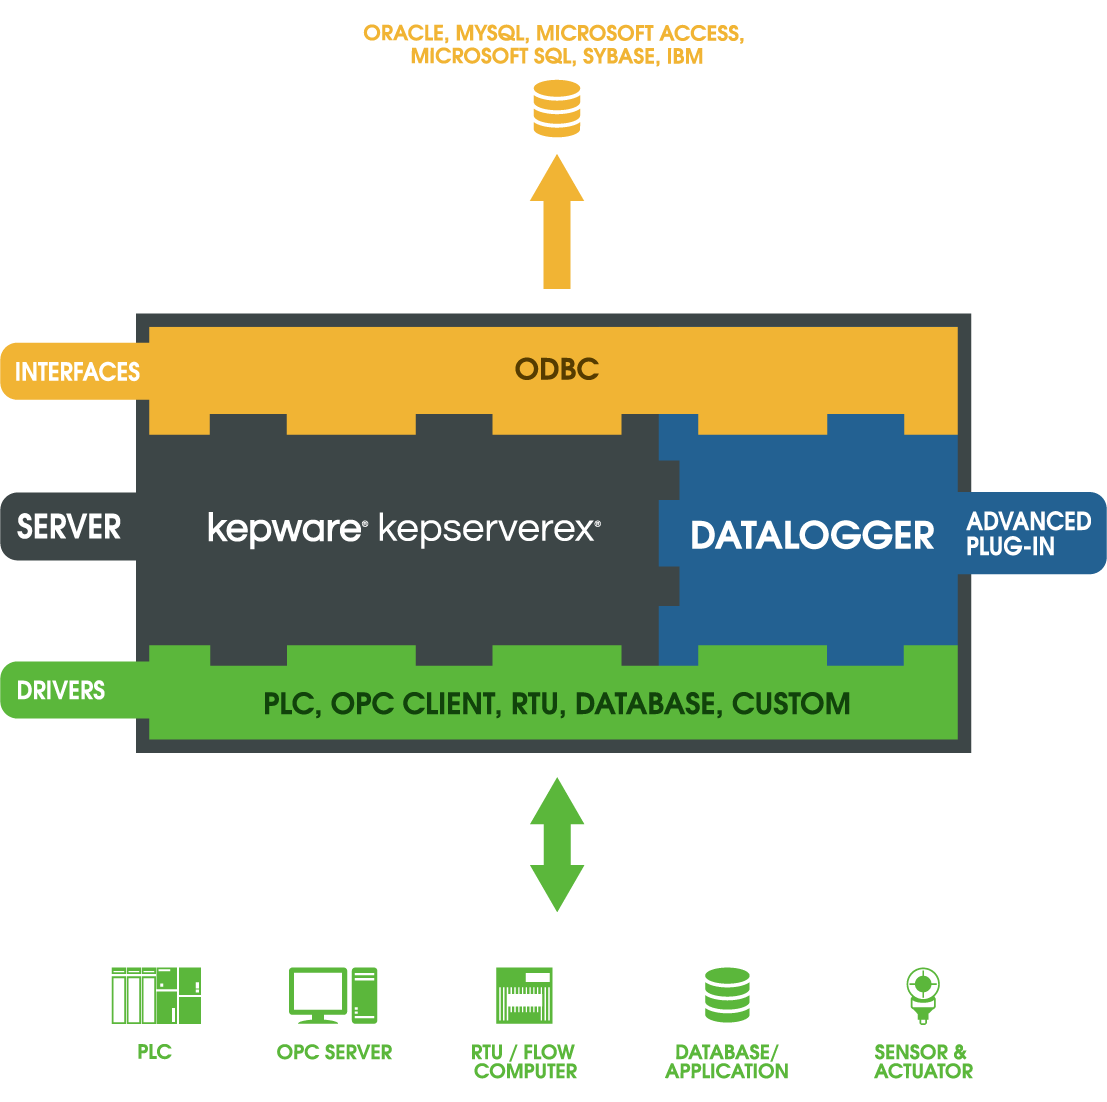 ORACLE, MYSQL, MICROSOFT ACCESS,
MICROSOFT SQL, SYBASE, IBM
INTERFACES
ODBC
SERVER
kepware® kepserverex®
DATALOGGER
ADVANCED
PLUG-IN
DRIVERS
PLC, OPC CLIENT, RTU, DATABASE, CUSTOM
PLC
OPC SERVER
RTU / FLOW
COMPUTER
DATABASE/
APPLICATION
SENSOR &
ACTUATOR